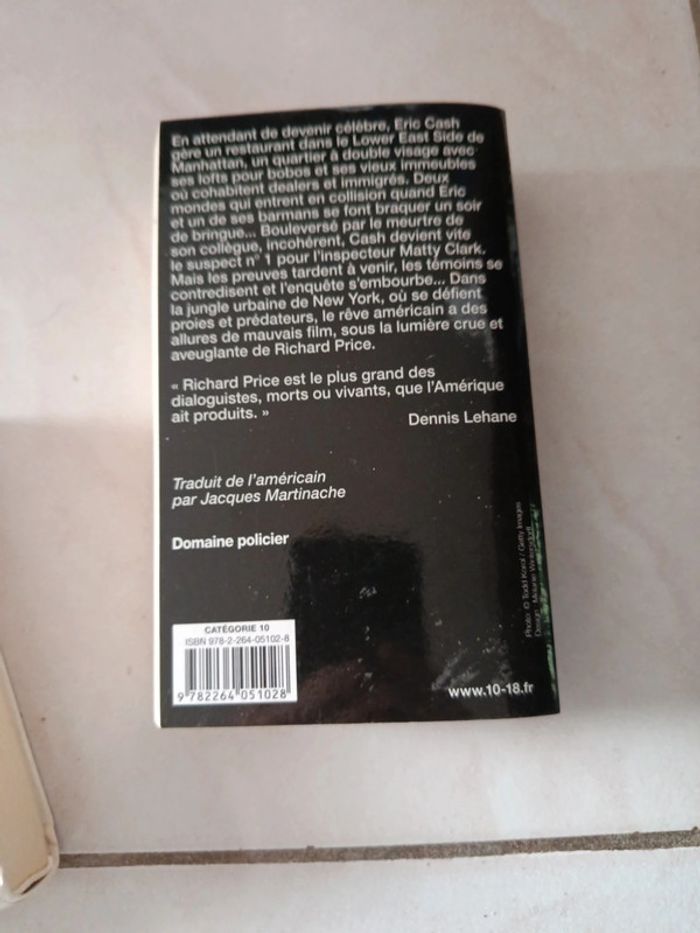 En attendant de devenir célèbre, Eric Cash
gère un restaurant dans le Lower East Side de
Manhattan, un quartier à double visage avec
ses lofts pour bobos et ses vieux immeubles
où cohabitent dealers et immigrés. Deux
mondes qui entrent en collision quand Eric
et un de ses barmans se font braquer un soir
de bringue... Bouleversé par le meurtre de
son collègue, incohérent, Cash devient vite
le suspect n° 1 pour l'inspecteur Matty Clark.
Mais les preuves tardent à venir, les témoins se
contredisent et l'enquête s'embourbe... Dans
la jungle urbaine de New York, où se défient
proies et prédateurs, le rêve américain a des
allures de mauvais film, sous la lumière crue et
aveuglante de Richard Price.
« Richard Price est le plus grand des
dialoguistes, morts ou vivants, que l'Amérique
ait produits. »
Dennis Lehane
Traduit de l'américain
par Jacques Martinache
Domaine policier
CATÉGORIE 10
ISBN 978-2-264-05102-8
9 782264 051028
www.10-18.fr
Photo: © Todd Korol / Getty Images
Design: Mélanie